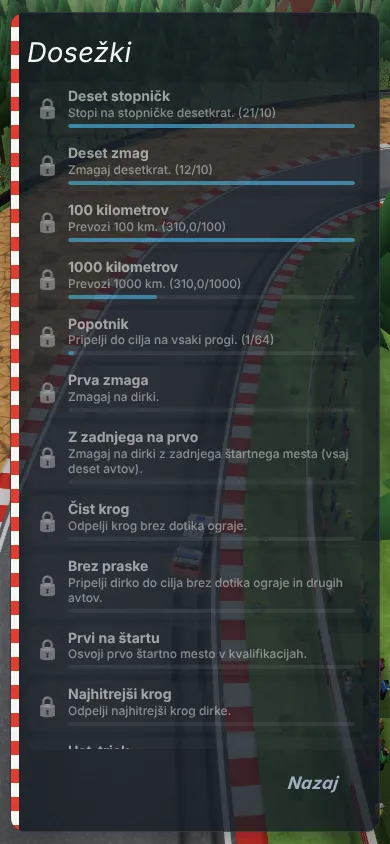 Dosežki
Deset stopničk
Stopi na stopničke desetkrat. (21/10)
Deset zmag
Zmagaj desetkrat. (12/10)
100 kilometrov
Prevozi 100 km. (310,0/100)
1000 kilometrov
Prevozi 1000 km. (310,0/1000)
Popotnik
Pripelji do cilja na vsaki progi. (1/64)
Prva zmaga
Zmagaj na dirki.
Z zadnjega na prvo
Zmagaj na dirki z zadnjega štartnega mesta (vsaj
deset avtov).
Čist krog
Odpelji krog brez dotika ograje.
Brez praske
Pripelji dirko do cilja brez dotika ograje in drugih
avtov.
Prvi na štartu
Osvoji prvo štartno mesto v kvalifikacijah.
Najhitrejši krog
Odpelji najhitrejši krog dirke.
Nazaj